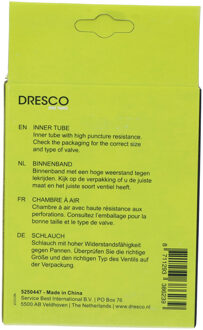 DRESCO
EN INNER TUBE
Inner tube with high puncture resistance.
Check the packaging for the correct size
and type of valve.
NL BINNENBAND
Binnenband met een hoge weerstand tegen
lekrijden. Kijk op de verpakking of u de juiste
maat en het juiste soort ventiel heeft.
FR CHAMBRE À AIR
Chambre à air avec haute résistance aux
perforations. Consultez l'emballage pour la
bonne taille et le type de valve correct.
DE SCHLAUCH
Schlauch mit hoher Widerstandsfähigkeit
gegen Pannen. Überprüfen Sie die richtige
Größe und den richtigen Typ des Ventils auf
der Verpackung.
5250447 - Made in China
Service Best International B.V. | PO Box 76
5500 AB Veldhoven | The Netherlands www.dresco.nl